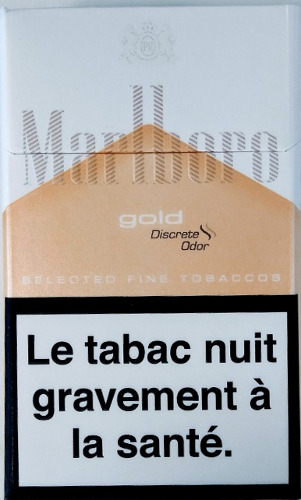 Marlboro
gold
Discrete
Odor
SELECTED FINE TOBACCOS
Le tabac nuit
gravement à
la santé.